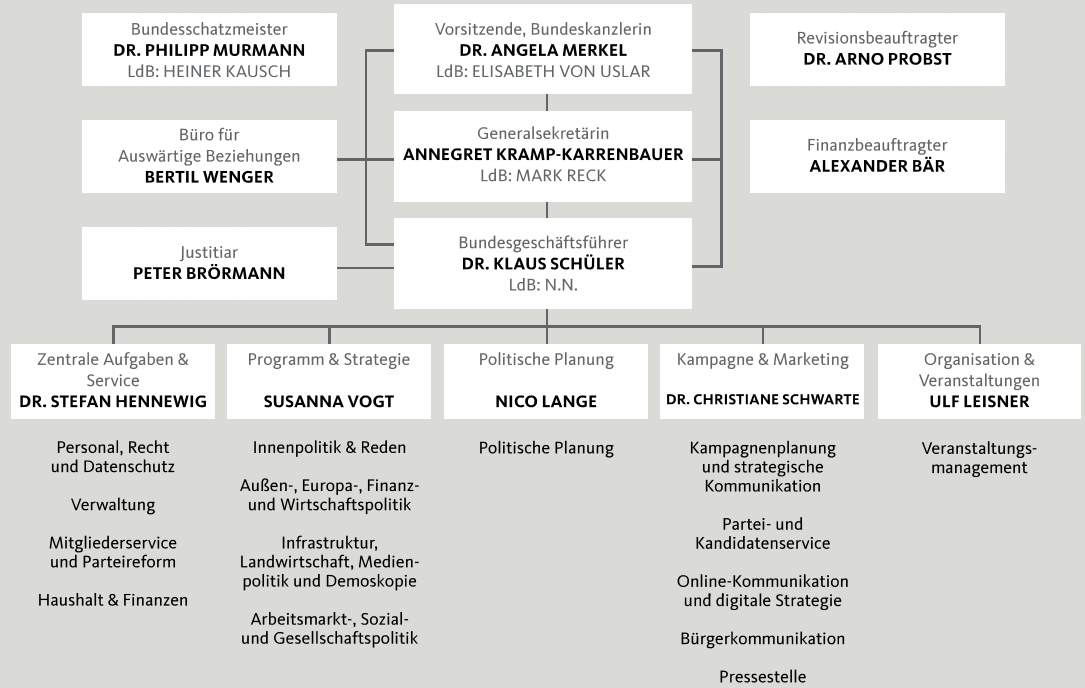 Bundesschatzmeister
DR. PHILIPP MURMANN
LdB: HEINER KAUSCH
Vorsitzende, Bundeskanzlerin
DR. ANGELA MERKEL
LdB: ELISABETH VON USLAR
Revisionsbeauftragter
DR. ARNO PROBST
Büro für
Auswärtige Beziehungen
BERTIL WENGER
Generalsekretärin
ANNEGRET KRAMP-KARRENBAUER
LdB: MARK RECK
Finanzbeauftragter
ALEXANDER BÄR
Justitiar
PETER BRÖRMANN
Bundesgeschäftsführer
DR. KLAUS SCHÜLER
LdB: N.N.
Zentrale Aufgaben &
Service
DR. STEFAN HENNEWIG
Personal, Recht
und Datenschutz
Verwaltung
Mitgliederservice
und Parteireform
Haushalt & Finanzen
Programm & Strategie
SUSANNA VOGT
Innenpolitik & Reden
Außen-, Europa-, Finanz-
und Wirtschaftspolitik
Infrastruktur,
Landwirtschaft, Medien-
politik und Demoskopie
Arbeitsmarkt-, Sozial-
und Gesellschaftspolitik
Politische Planung
NICO LANGE
Politische Planung
Kampagne & Marketing
DR. CHRISTIANE SCHWARTE
Kampagnenplanung
und strategische
Kommunikation
Partei- und
Kandidatenservice
Online-Kommunikation
und digitale Strategie
Bürgerkommunikation
Pressestelle
Organisation &
Veranstaltungen
ULF LEISNER
Veranstaltungs-
management